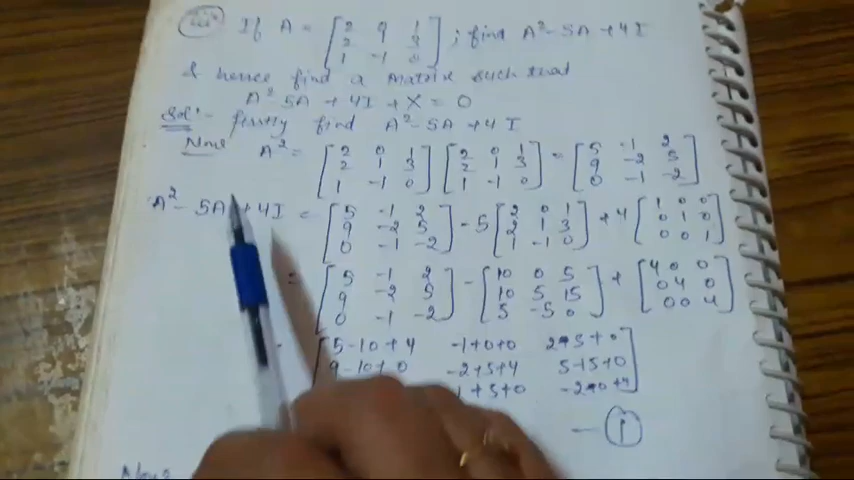 If A = [2 9 1; 2 3; 1 -1 0]; find A² - 5A + 4I
& hence find a matrix such that
A² - 5A + 4I + X = 0
Sol:- firstly find A² - 5A + 4I
Now A² = [2 0 1; 2 1 3; 1 -1 0] [2 0 1; 2 1 3; 1 -1 0] = [5 -1 2; 9 -2 5; 0 -1 -2]
A² - 5A + 4I = [5 -1 2; 9 -2 5; 0 -1 -2] - 5 [2 0 1; 2 1 3; 1 -1 0] + 4 [1 0 0; 0 1 0; 0 0 1]
= [5 -1 2; 9 -2 5; 0 -1 -2] - [10 0 5; 10 5 15; 5 -5 0] + [4 0 0; 0 4 0; 0 0 4]
[5-10+4 -1+0+0 2-5+0
9-10+0 -2-5+4 5-15+0
+5+0 -2-0+4]
— 1